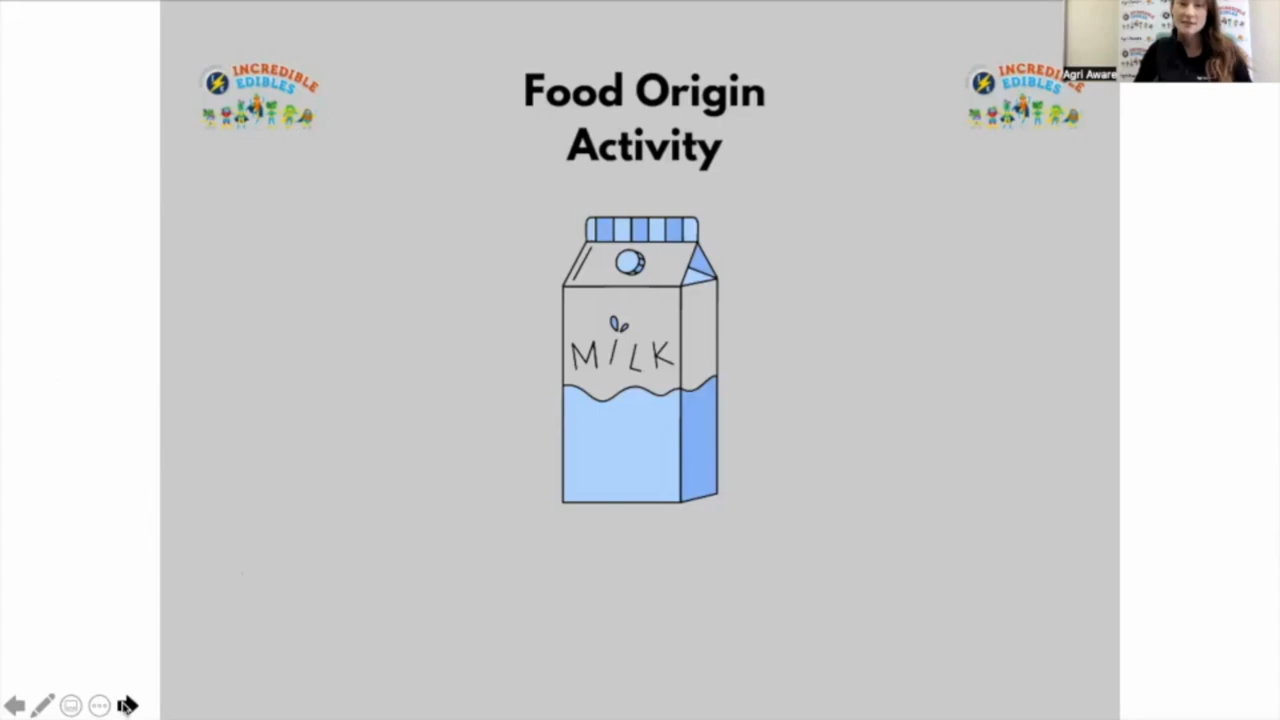 INCREDIBLE
EDIBLES
Food Origin
Activity
INCREDIBLE
EDIBLES
Agri Aware
MILK